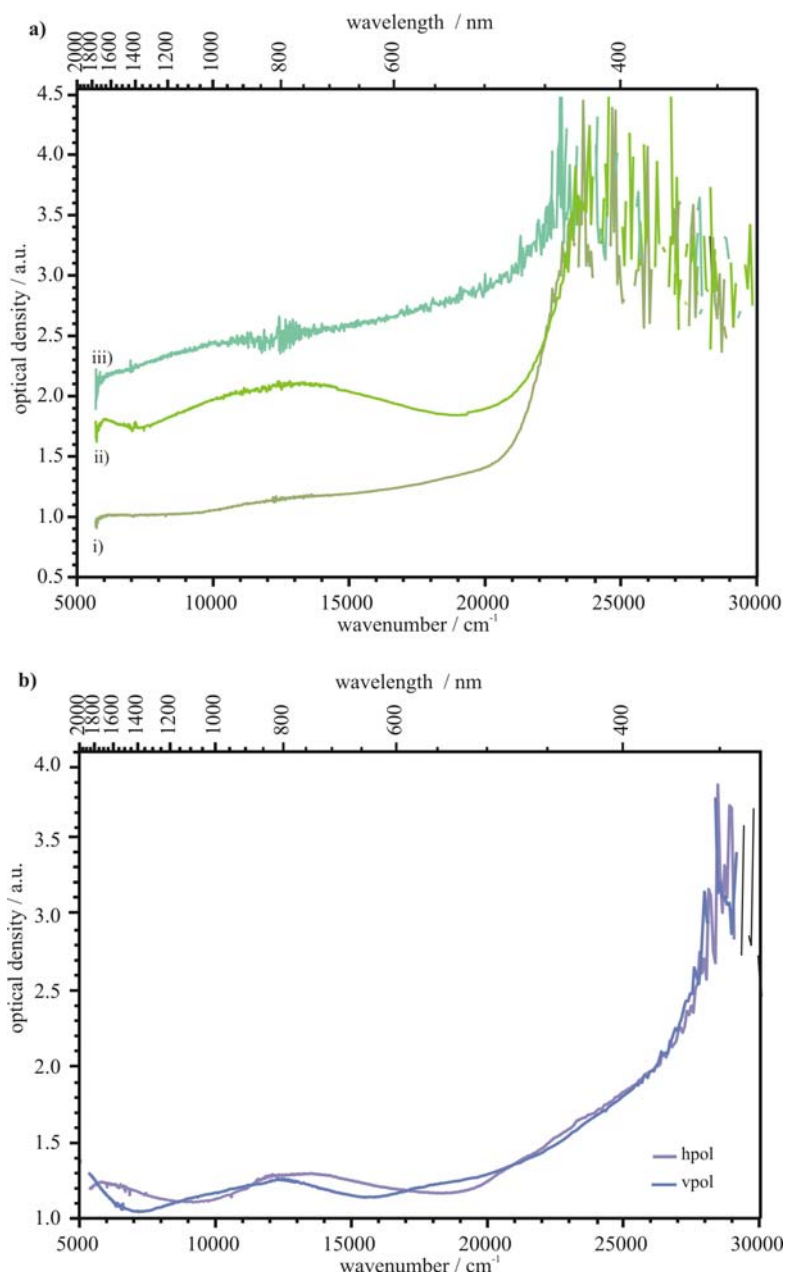 a)
wavelength / nm
2000 1800 1600 1400 1200 1000 800 600 400
4.5
4.0
3.5
3.0
2.5
2.0
1.5
1.0
0.5
optical density / a.u.
iii)
ii)
i)
5000 10000 15000 20000 25000 30000
wavenumber / cm⁻¹
b)
wavelength / nm
2000 1800 1600 1400 1200 1000 800 600 400
4.0
3.5
3.0
2.5
2.0
1.5
1.0
optical density / a.u.
hpol
vpol
5000 10000 15000 20000 25000 30000
wavenumber / cm⁻¹